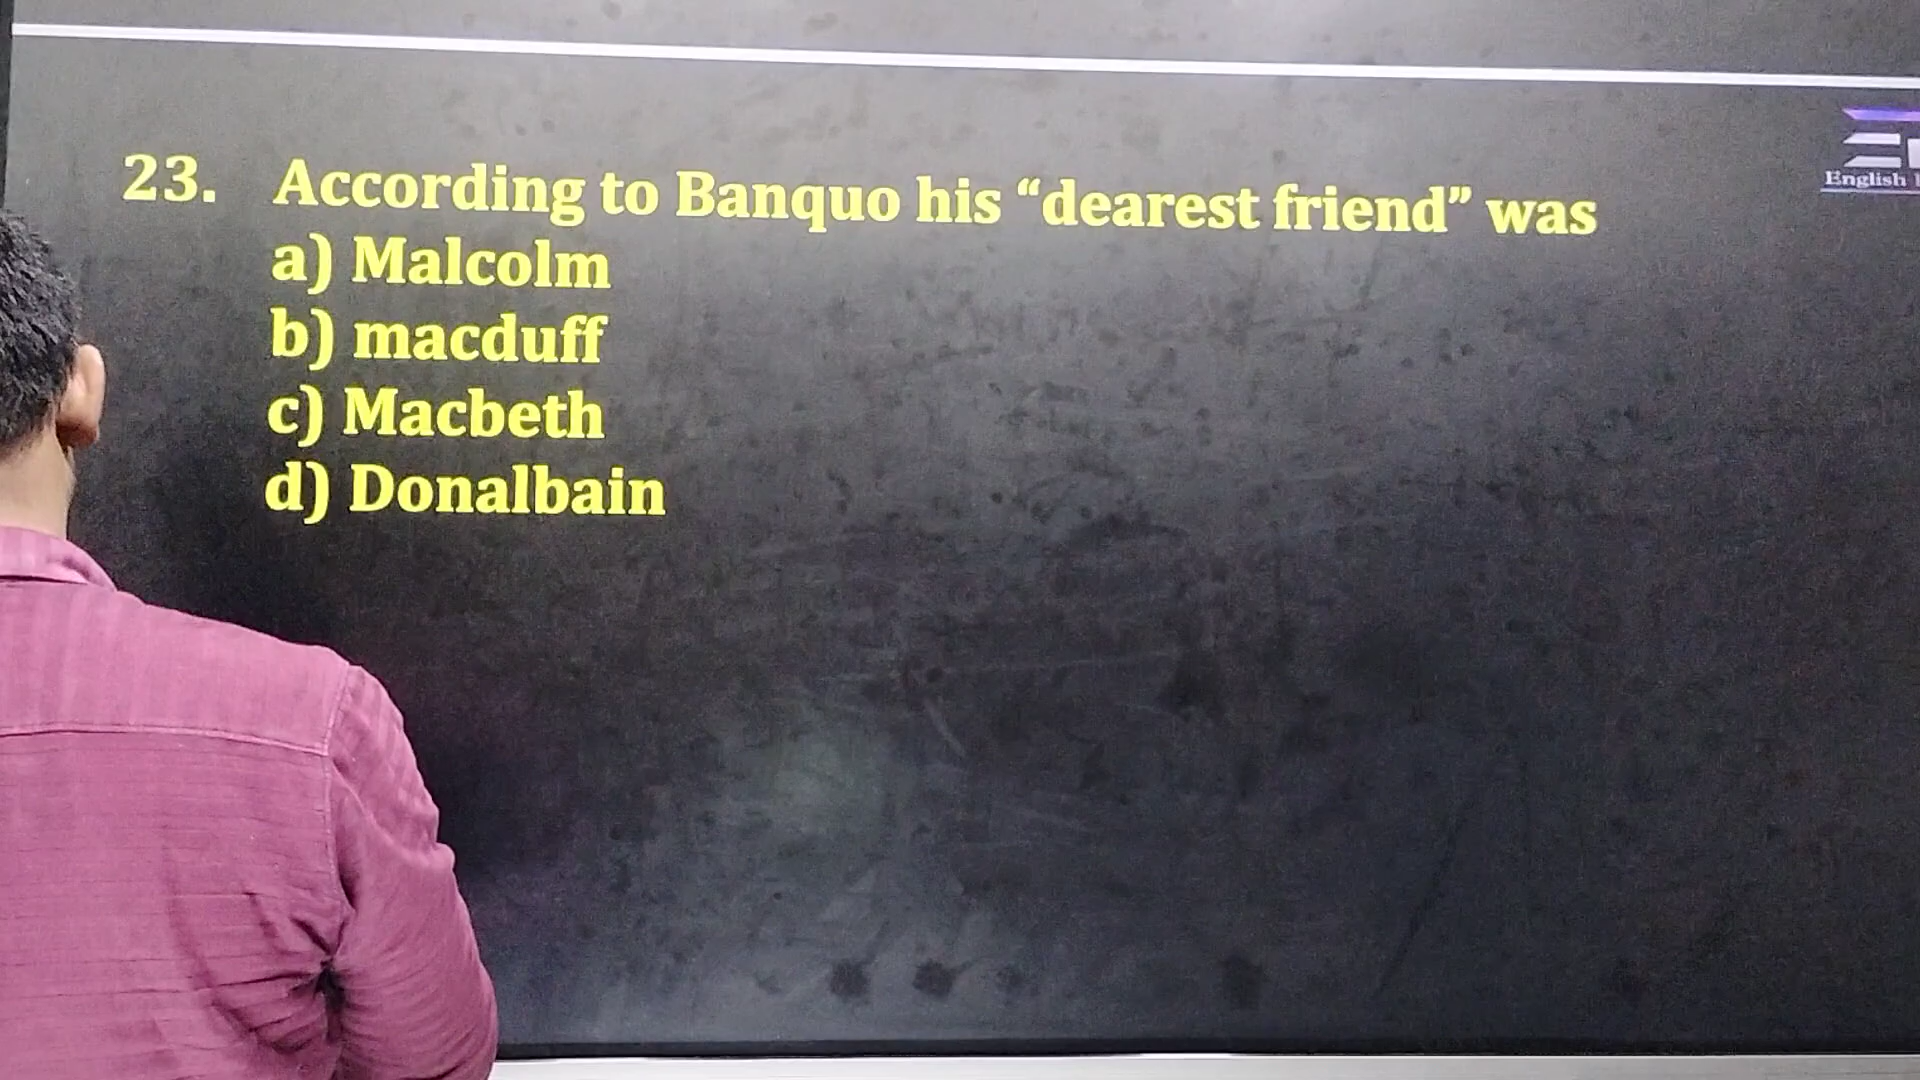 23. According to Banquo his “dearest friend” was
a) Malcolm
b) macduff
c) Macbeth
d) Donalbain
English